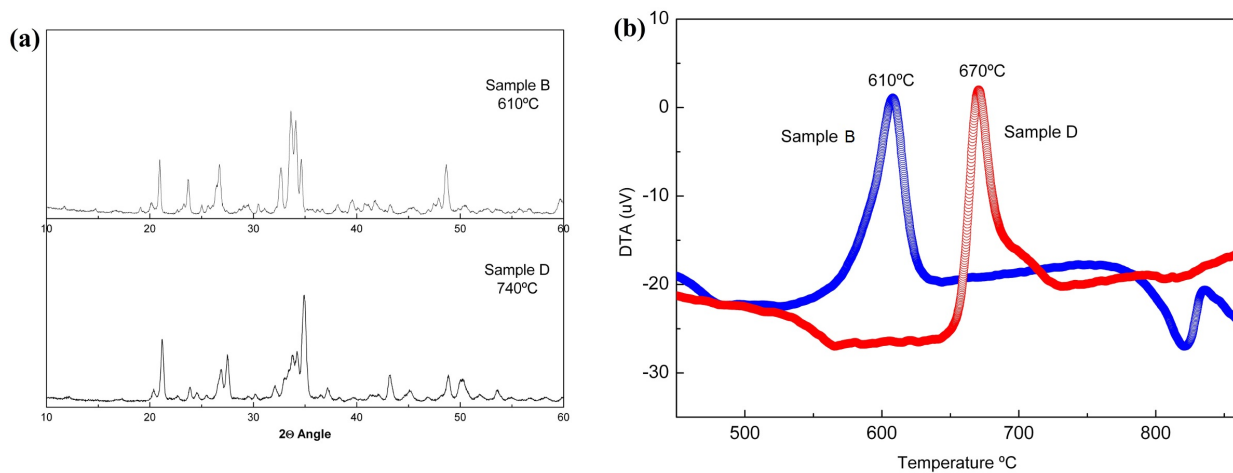 (a)
Sample B
610ºC
10 20 30 40 50 60
Sample D
740ºC
10 20 30 40 50 60
2Θ Angle
(b)
10
0
-10
-20
-30
DTA (uV)
610ºC
670ºC
Sample B
Sample D
500 600 700 800
Temperature ºC